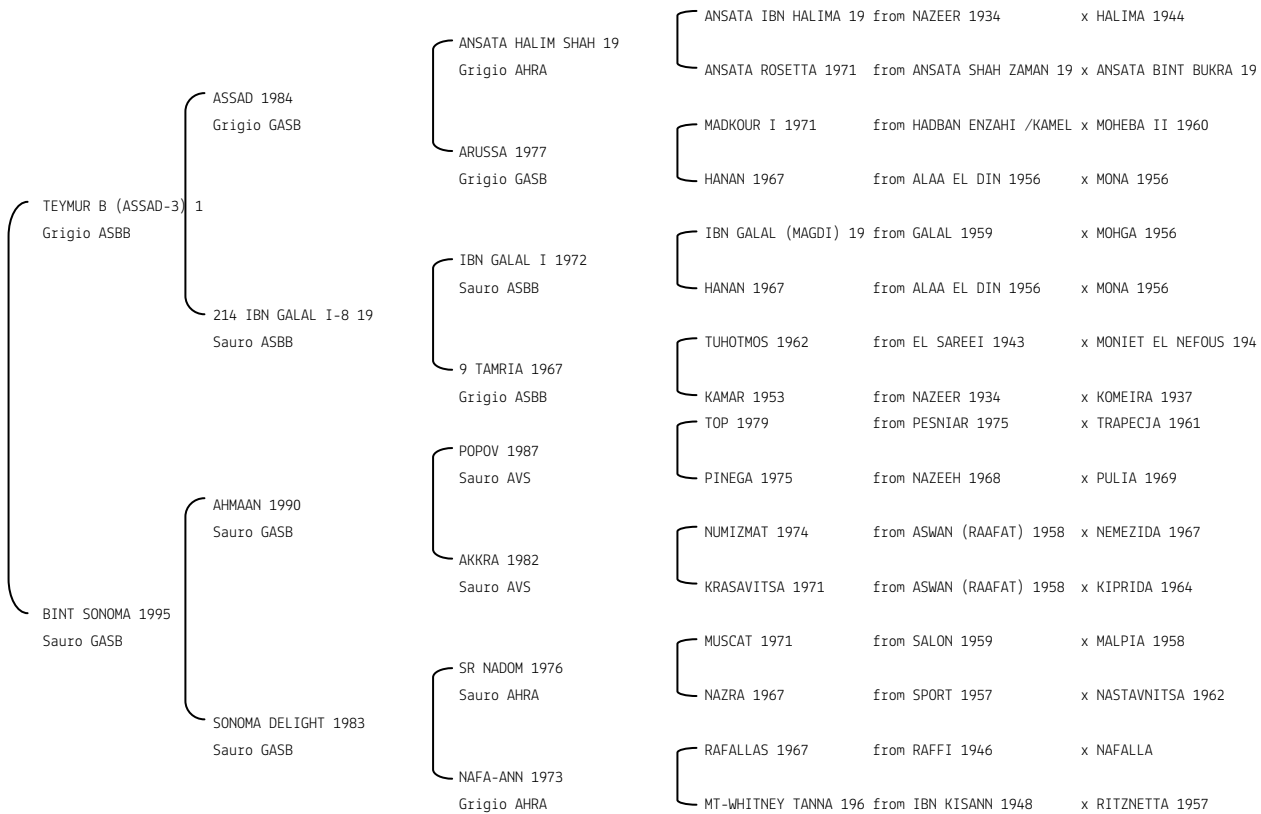 ANSATA IBN HALIMA 19 from NAZEER 1934 x HALIMA 1944
ANSATA HALIM SHAH 19
Grigio AHRA
ANSATA ROSETTA 1971 from ANSATA SHAH ZAMAN 19 x ANSATA BINT BUKRA 19
ASSAD 1984
Grigio GASB
MADKOUR I 1971 from HADBAN ENZAHI /KAMEL x MOHEBA II 1960
ARUSSA 1977
Grigio GASB
HANAN 1967 from ALAA EL DIN 1956 x MONA 1956
TEYMUR B (ASSAD-3) 1
Grigio ASBB
IBN GALAL (MAGDI) 19 from GALAL 1959 x MOHGA 1956
IBN GALAL I 1972
Sauro ASBB
HANAN 1967 from ALAA EL DIN 1956 x MONA 1956
214 IBN GALAL I-8 19
Sauro ASBB
TUHOTMOS 1962 from EL SAREEI 1943 x MONIET EL NEFOUS 194
9 TAMRIA 1967
Grigio ASBB
KAMAR 1953 from NAZEER 1934 x KOMEIRA 1937
TOP 1979 from PESNIAR 1975 x TRAPECJA 1961
POPOV 1987
Sauro AVS
PINEGA 1975 from NAZEEH 1968 x PULIA 1969
AHMAAN 1990
Sauro GASB
NUMIZMAT 1974 from ASWAN (RAAFAT) 1958 x NEMEZIDA 1967
AKKRA 1982
Sauro AVS
KRASAVITSA 1971 from ASWAN (RAAFAT) 1958 x KIPRIDA 1964
BINT SONOMA 1995
Sauro GASB
MUSCAT 1971 from SALON 1959 x MALPIA 1958
SR NADOM 1976
Sauro AHRA
NAZRA 1967 from SPORT 1957 x NASTAVNITSA 1962
SONOMA DELIGHT 1983
Sauro GASB
RAFALLAS 1967 from RAFFI 1946 x NAFALLA
NAFA-ANN 1973
Grigio AHRA
MT-WHITNEY TANNA 196 from IBN KISANN 1948 x RITZNETTA 1957